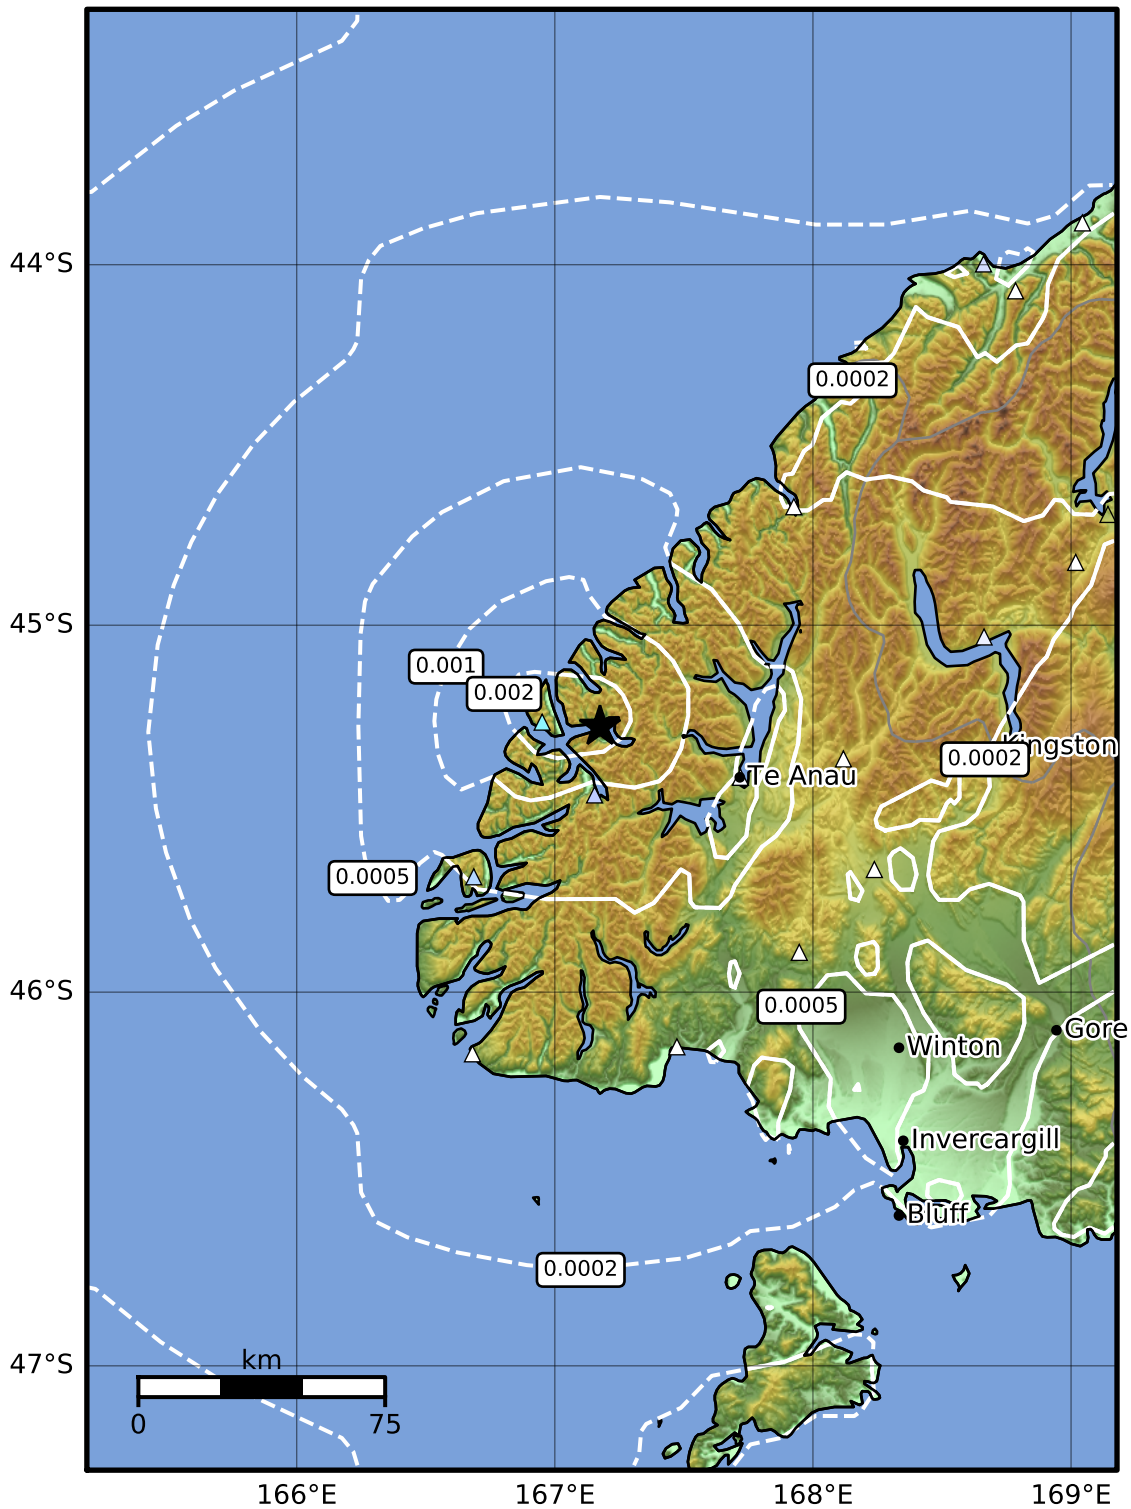 44°S
0.0002
45°S
0.001
0.002
Kingston
0.0002
Te Anau
0.0005
46°S
0.0005
Gore
Winton
Invercargill
Bluff
0.0002
47°S
km
0 75
166°E 167°E 168°E 169°E